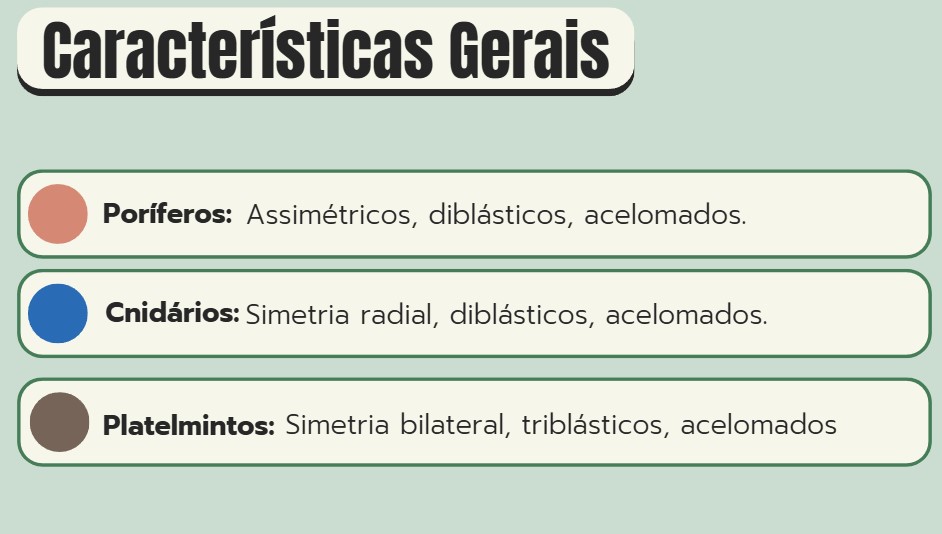 Características Gerais
Poríferos: Assimétricos, diblásticos, acelomados.
Cnidários: Simetria radial, diblásticos, acelomados.
Platelmintos: Simetria bilateral, triblásticos, acelomados